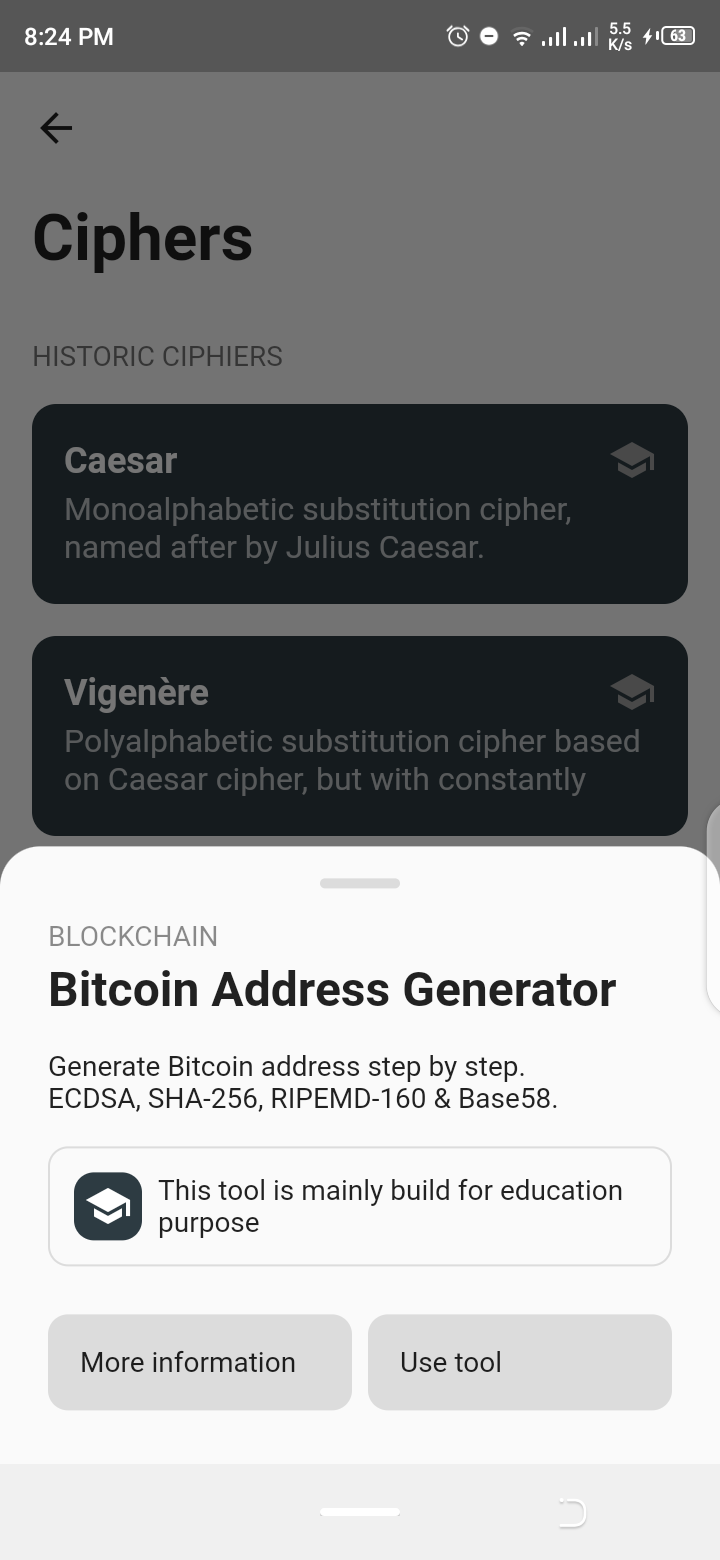 8:24 PM
5.5
K/s
63
Ciphers
HISTORIC CIPHIERS
Caesar
Monoalphabetic substitution cipher,
named after by Julius Caesar.
Vigenère
Polyalphabetic substitution cipher based
on Caesar cipher, but with constantly
BLOCKCHAIN
Bitcoin Address Generator
Generate Bitcoin address step by step.
ECDSA, SHA-256, RIPEMD-160 & Base58.
This tool is mainly build for education
purpose
More information
Use tool